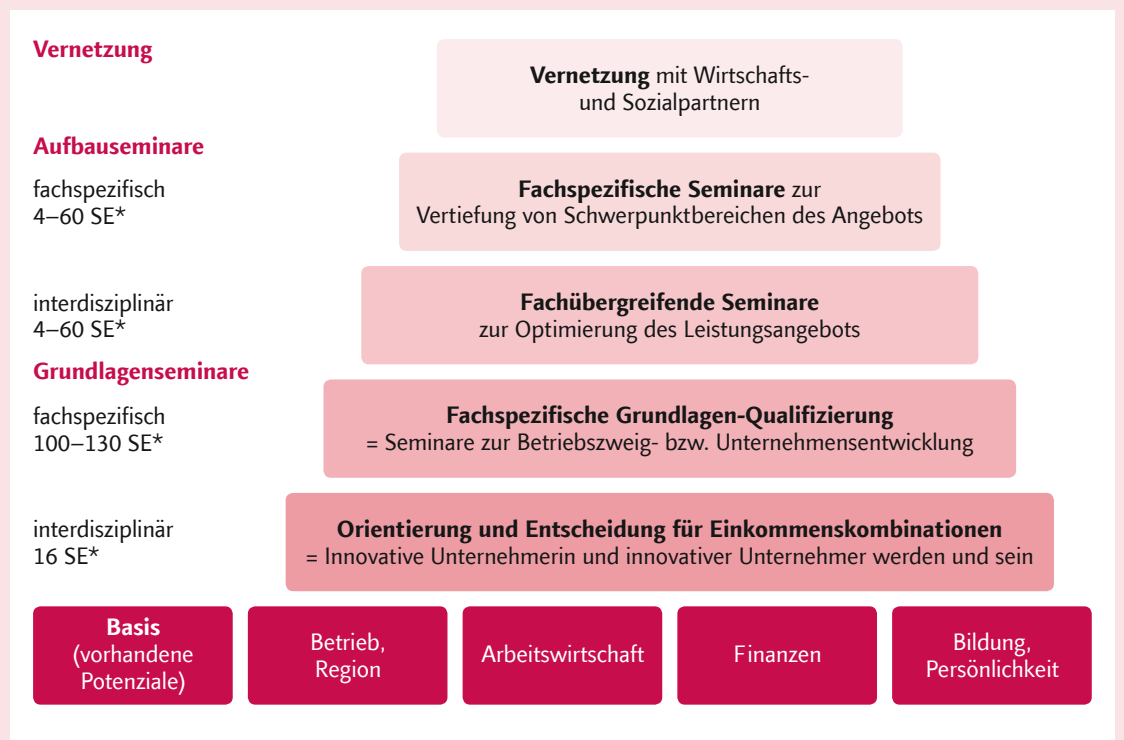 Vernetzung
Vernetzung mit Wirtschafts-
und Sozialpartnern
Aufbauseminare
fachspezifisch
4–60 SE*
Fachspezifische Seminare zur
Vertiefung von Schwerpunktbereichen des Angebots
interdisziplinär
4–60 SE*
Fachübergreifende Seminare
zur Optimierung des Leistungsangebots
Grundlagenseminare
fachspezifisch
100–130 SE*
Fachspezifische Grundlagen-Qualifizierung
= Seminare zur Betriebszweig- bzw. Unternehmensentwicklung
interdisziplinär
16 SE*
Orientierung und Entscheidung für Einkommenskombinationen
= Innovative Unternehmerin und innovativer Unternehmer werden und sein
Basis
(vorhandene
Potenziale)
Betrieb,
Region
Arbeitswirtschaft
Finanzen
Bildung,
Persönlichkeit